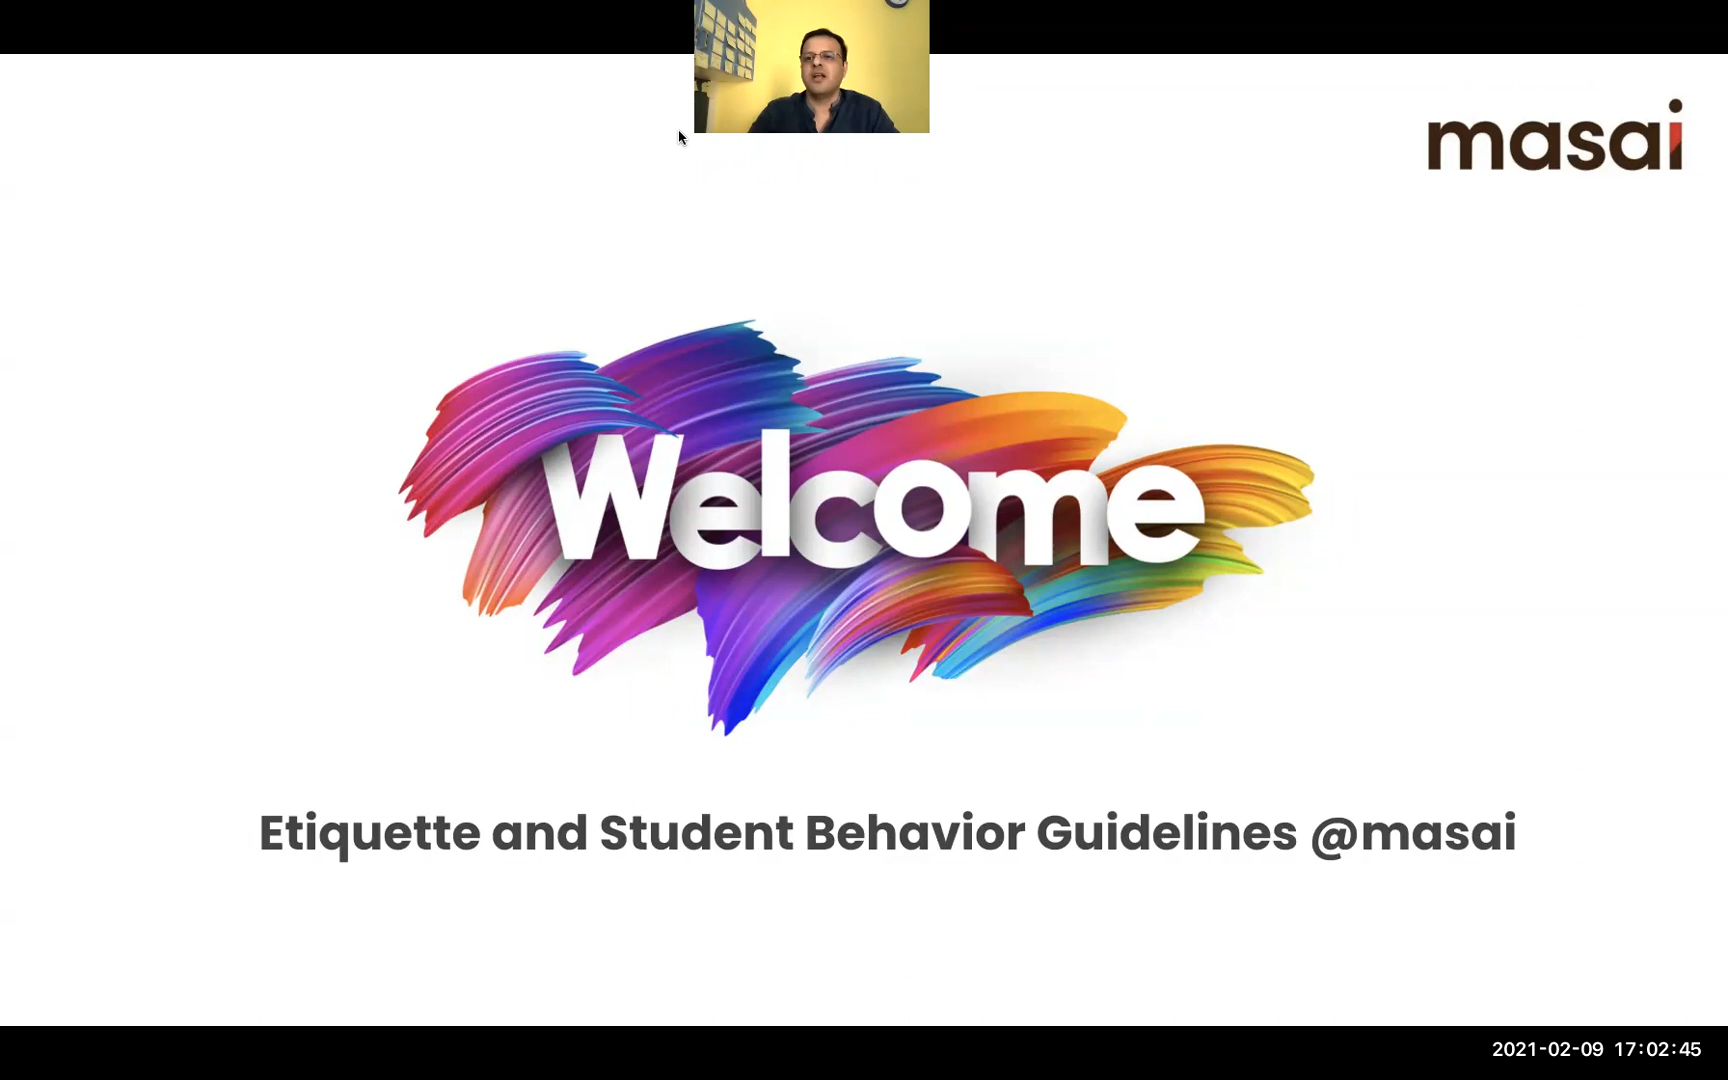 masai
Welcome
Etiquette and Student Behavior Guidelines @masai
2021-02-09 17:02:45